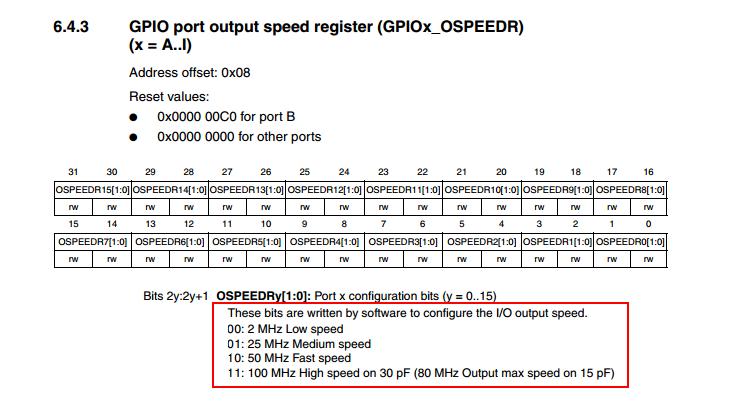 6.4.3 GPIO port output speed register (GPIOx_OSPEEDR)
(x = A..I)
Address offset: 0x08
Reset values:
● 0x0000 00C0 for port B
● 0x0000 0000 for other ports
31 30 29 28 27 26 25 24 23 22 21 20 19 18 17 16
OSPEEDR15[1:0] OSPEEDR14[1:0] OSPEEDR13[1:0] OSPEEDR12[1:0] OSPEEDR11[1:0] OSPEEDR10[1:0] OSPEEDR9[1:0] OSPEEDR8[1:0]
rw rw rw rw rw rw rw rw rw rw rw rw rw rw rw rw
15 14 13 12 11 10 9 8 7 6 5 4 3 2 1 0
OSPEEDR7[1:0] OSPEEDR6[1:0] OSPEEDR5[1:0] OSPEEDR4[1:0] OSPEEDR3[1:0] OSPEEDR2[1:0] OSPEEDR1[1:0] OSPEEDR0[1:0]
rw rw rw rw rw rw rw rw rw rw rw rw rw rw rw rw
Bits 2y:2y+1 OSPEEDRy[1:0]: Port x configuration bits (y = 0..15)
These bits are written by software to configure the I/O output speed.
00: 2 MHz Low speed
01: 25 MHz Medium speed
10: 50 MHz Fast speed
11: 100 MHz High speed on 30 pF (80 MHz Output max speed on 15 pF)